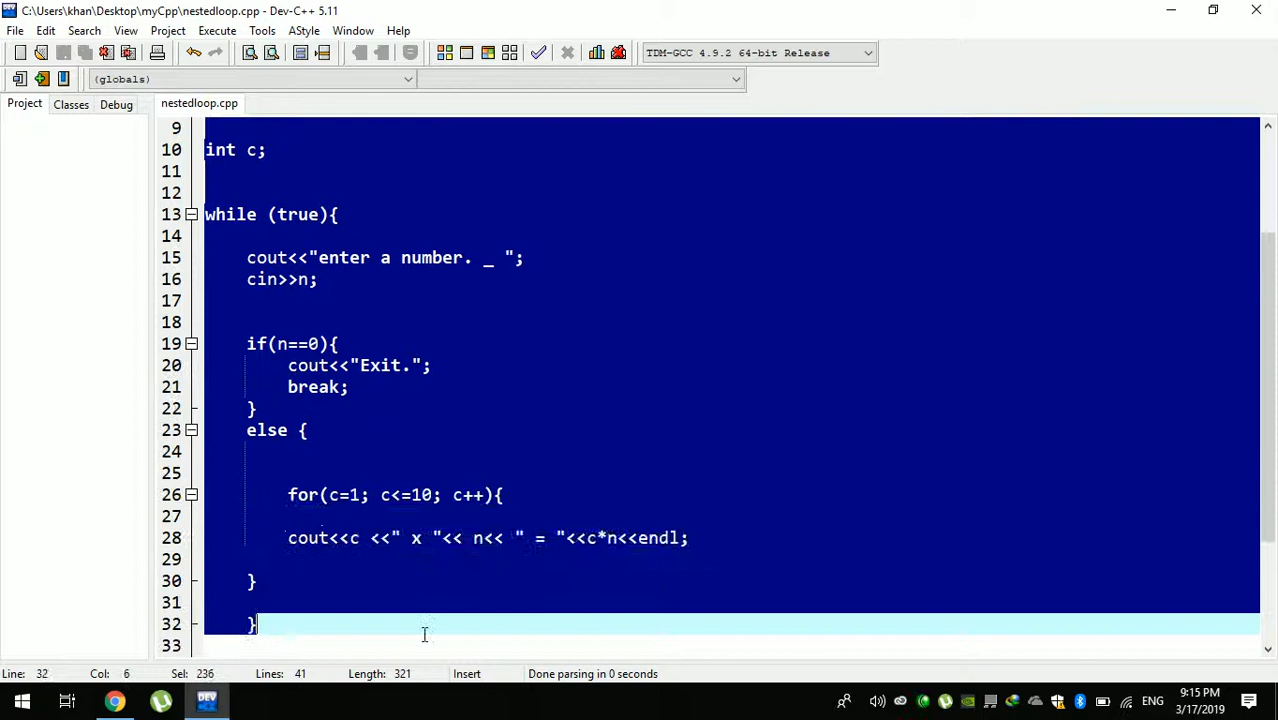 C:\Users\khan\Desktop\myCpp\nestedloop.cpp - Dev-C++ 5.11
File Edit Search View Project Execute Tools AStyle Window Help
TDM-GCC 4.9.2 64-bit Release
(globals)
Project Classes Debug nestedloop.cpp
9
10 int c;
11
12
13 while (true){
14
15 cout<<"enter a number. _ ";
16 cin>>n;
17
18
19 if(n==0){
20 cout<<"Exit.";
21 break;
22 }
23 else {
24
25
26 for(c=1; c<=10; c++){
27
28 cout<<c <<" x "<< n<< " = "<<c*n<<endl;
29
30 }
31
32 }
33
Line: 32 Col: 6 Sel: 236 Lines: 41 Length: 321 Insert Done parsing in 0 seconds
DEV ENG 9:15 PM
3/17/2019